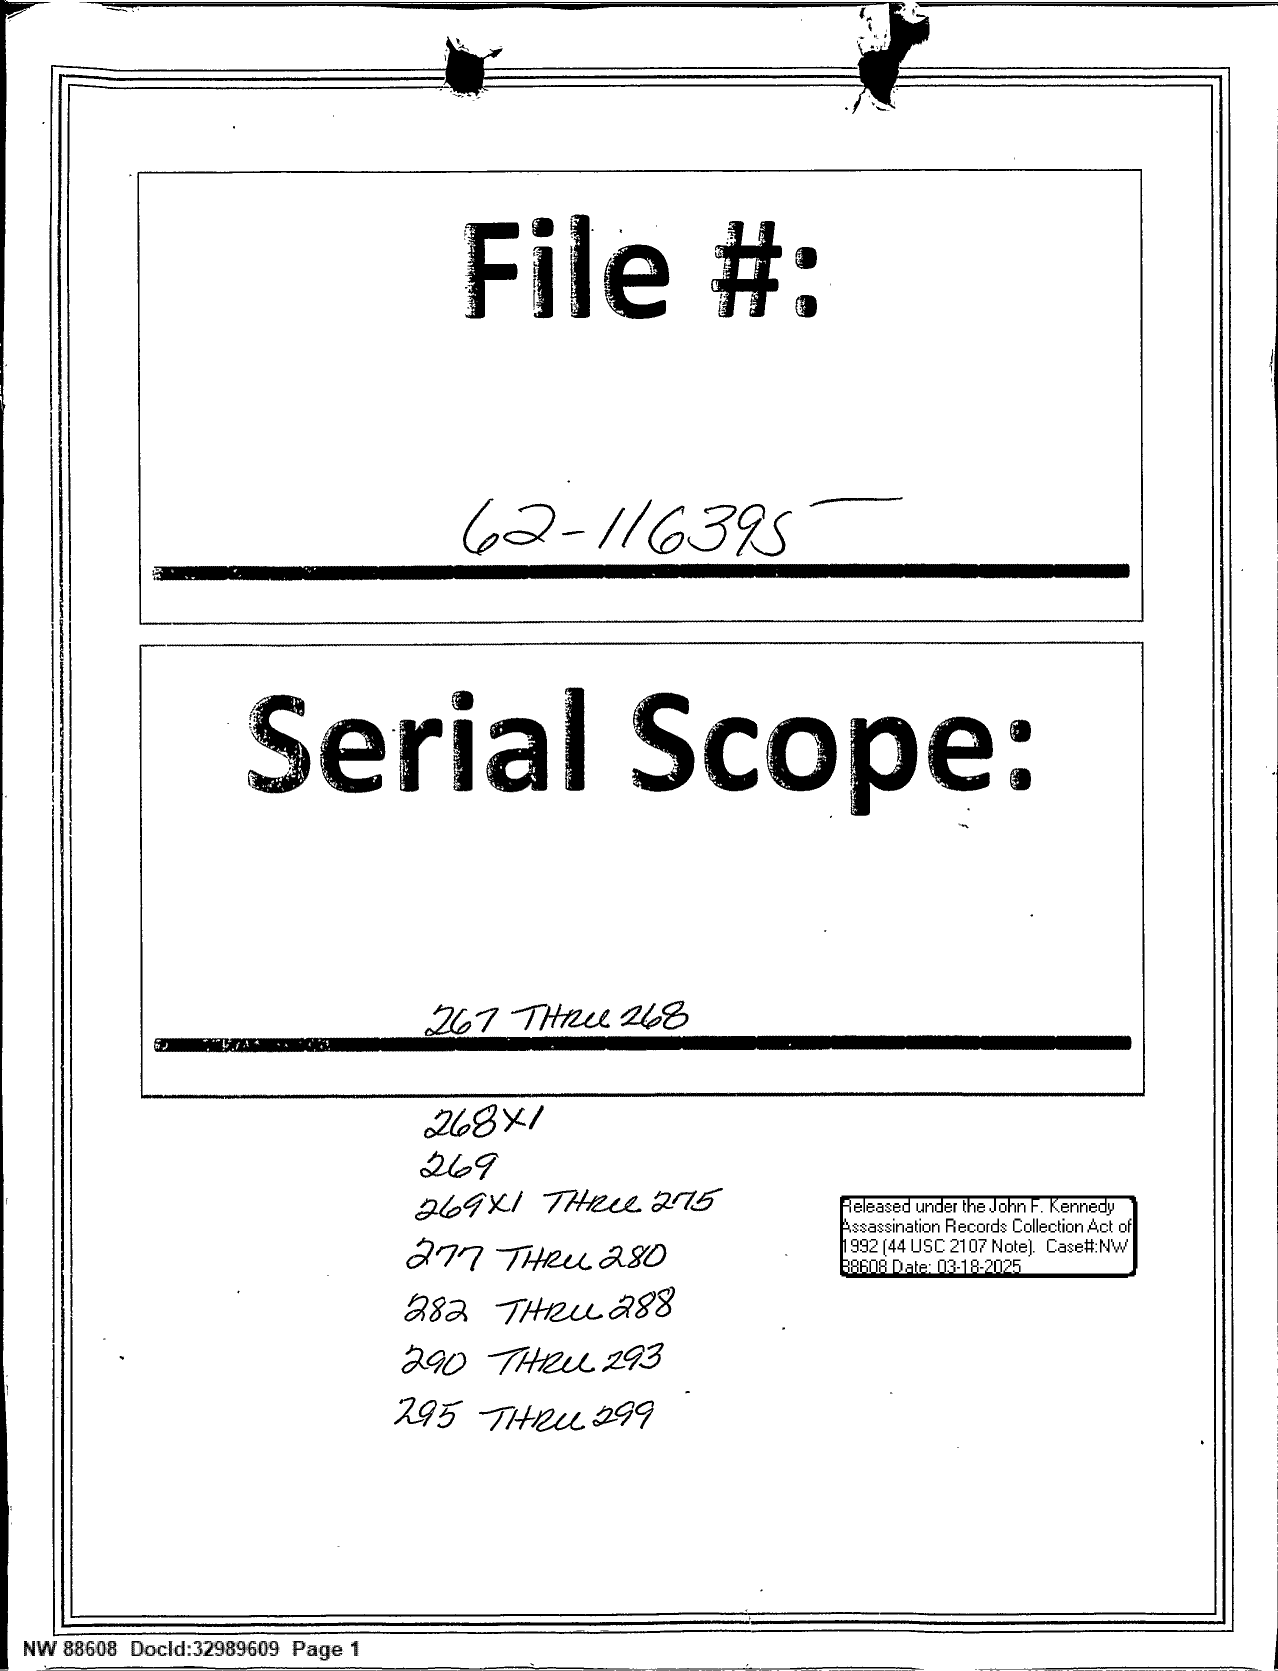 File #:
62-116395
Serial Scope:
267 THRU 268
268X1
269
269X1 THRU 275
277 THRU 280
282 THRU 288
290 THRU 293
295 THRU 299
Released under the John F. Kennedy
Assassination Records Collection Act of
1992 (44 USC 2107 Note). Case#:NW
88608 Date: 03-18-2025
NW 88608 DocId:32989609 Page 1